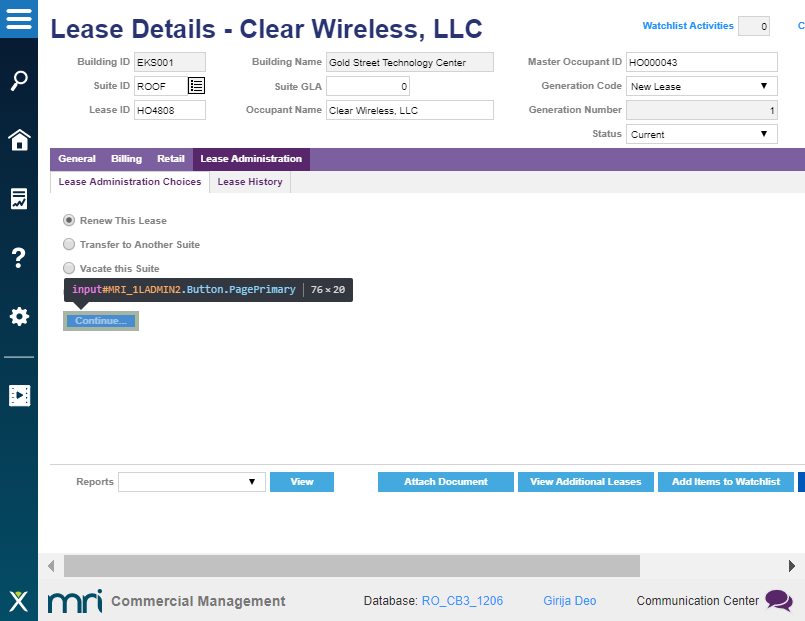 Lease Details - Clear Wireless, LLC
Watchlist Activities 0 C
Building ID EKS001 Building Name Gold Street Technology Center Master Occupant ID HO000043
Suite ID ROOF Suite GLA 0 Generation Code New Lease
Lease ID HO4808 Occupant Name Clear Wireless, LLC Generation Number 1
Status Current
General Billing Retail Lease Administration
Lease Administration Choices Lease History
Renew This Lease
Transfer to Another Suite
Vacate this Suite
input#MRI_1LADMIN2.Button.PagePrimary 76 × 20
Continue...
Reports View Attach Document View Additional Leases Add Items to Watchlist
mri Commercial Management Database: RO_CB3_1206 Girija Deo Communication Center